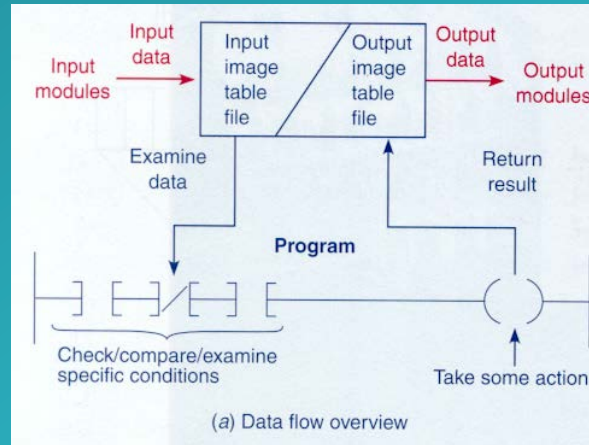 Input
data
Input
modules
Input
image
table
file
Output
image
table
file
Output
data
Output
modules
Examine
data
Return
result
Program
Check/compare/examine
specific conditions
Take some action
(a) Data flow overview